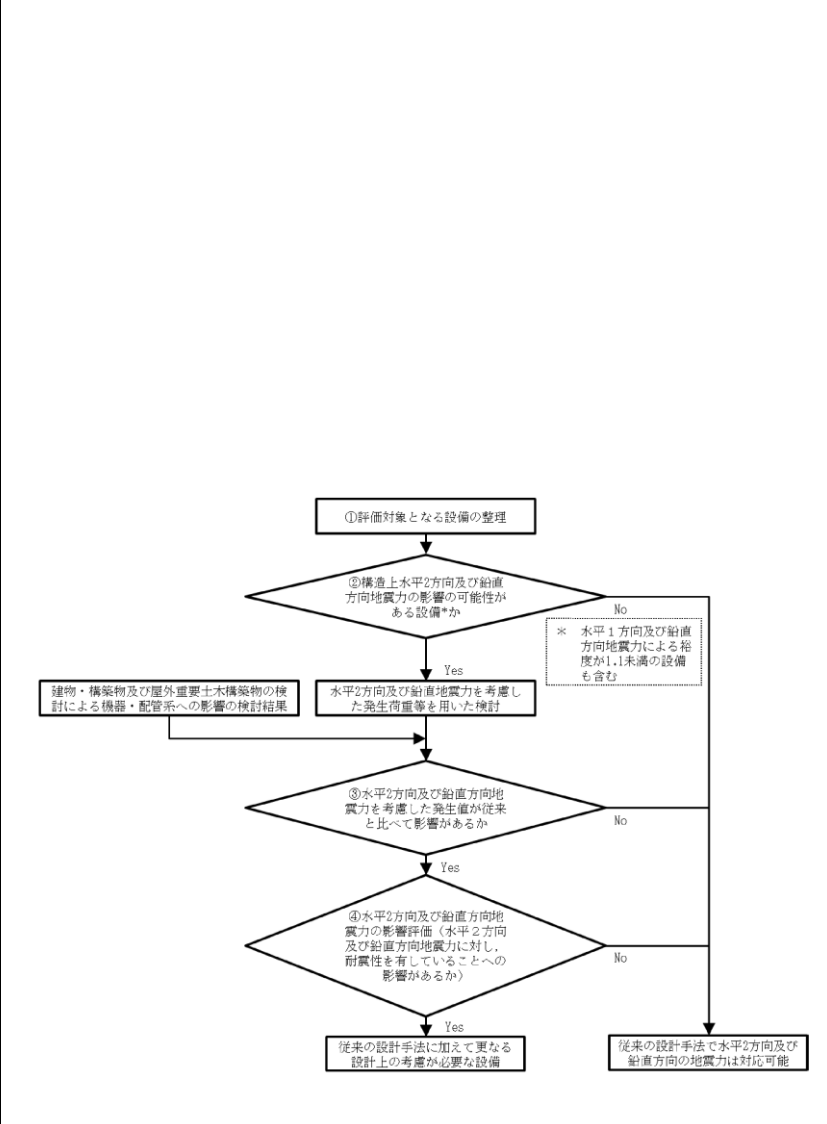 ①評価対象となる設備の整理
②構造上水平2方向及び鉛直
方向地震力の影響の可能性が
ある設備*か
No
＊ 水平１方向及び鉛直
方向地震力による裕
度が1.1未満の設備
も含む
Yes
建物・構築物及び屋外重要土木構築物の検
討による機器・配管系への影響の検討結果
水平2方向及び鉛直地震力を考慮し
た発生荷重等を用いた検討
③水平2方向及び鉛直方向地
震力を考慮した発生値が従来
と比べて影響があるか
No
Yes
④水平2方向及び鉛直方向地
震力の影響評価（水平２方向
及び鉛直方向地震力に対し，
耐震性を有していることへの
影響があるか）
No
Yes
従来の設計手法に加えて更なる
設計上の考慮が必要な設備
従来の設計手法で水平2方向及び
鉛直方向の地震力は対応可能